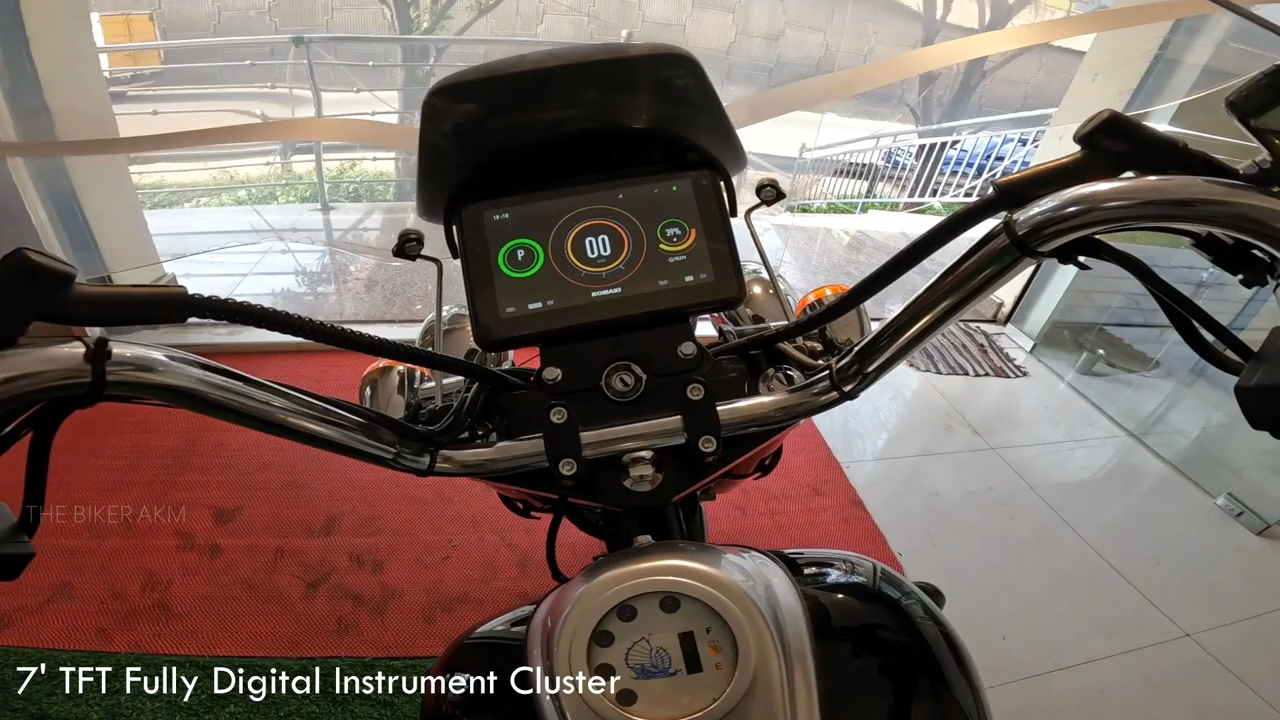 P
00
39%
KOMAKI
F
E
THE BIKER AKM
7' TFT Fully Digital Instrument Cluster